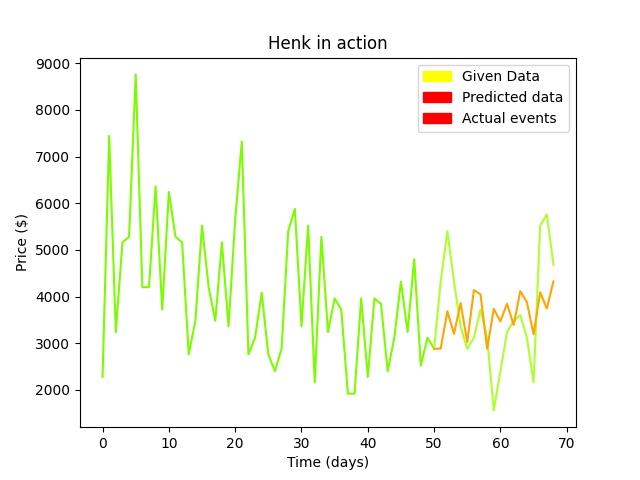 Henk in action
Given Data
Predicted data
Actual events
Price ($)
9000
8000
7000
6000
5000
4000
3000
2000
0 10 20 30 40 50 60 70
Time (days)